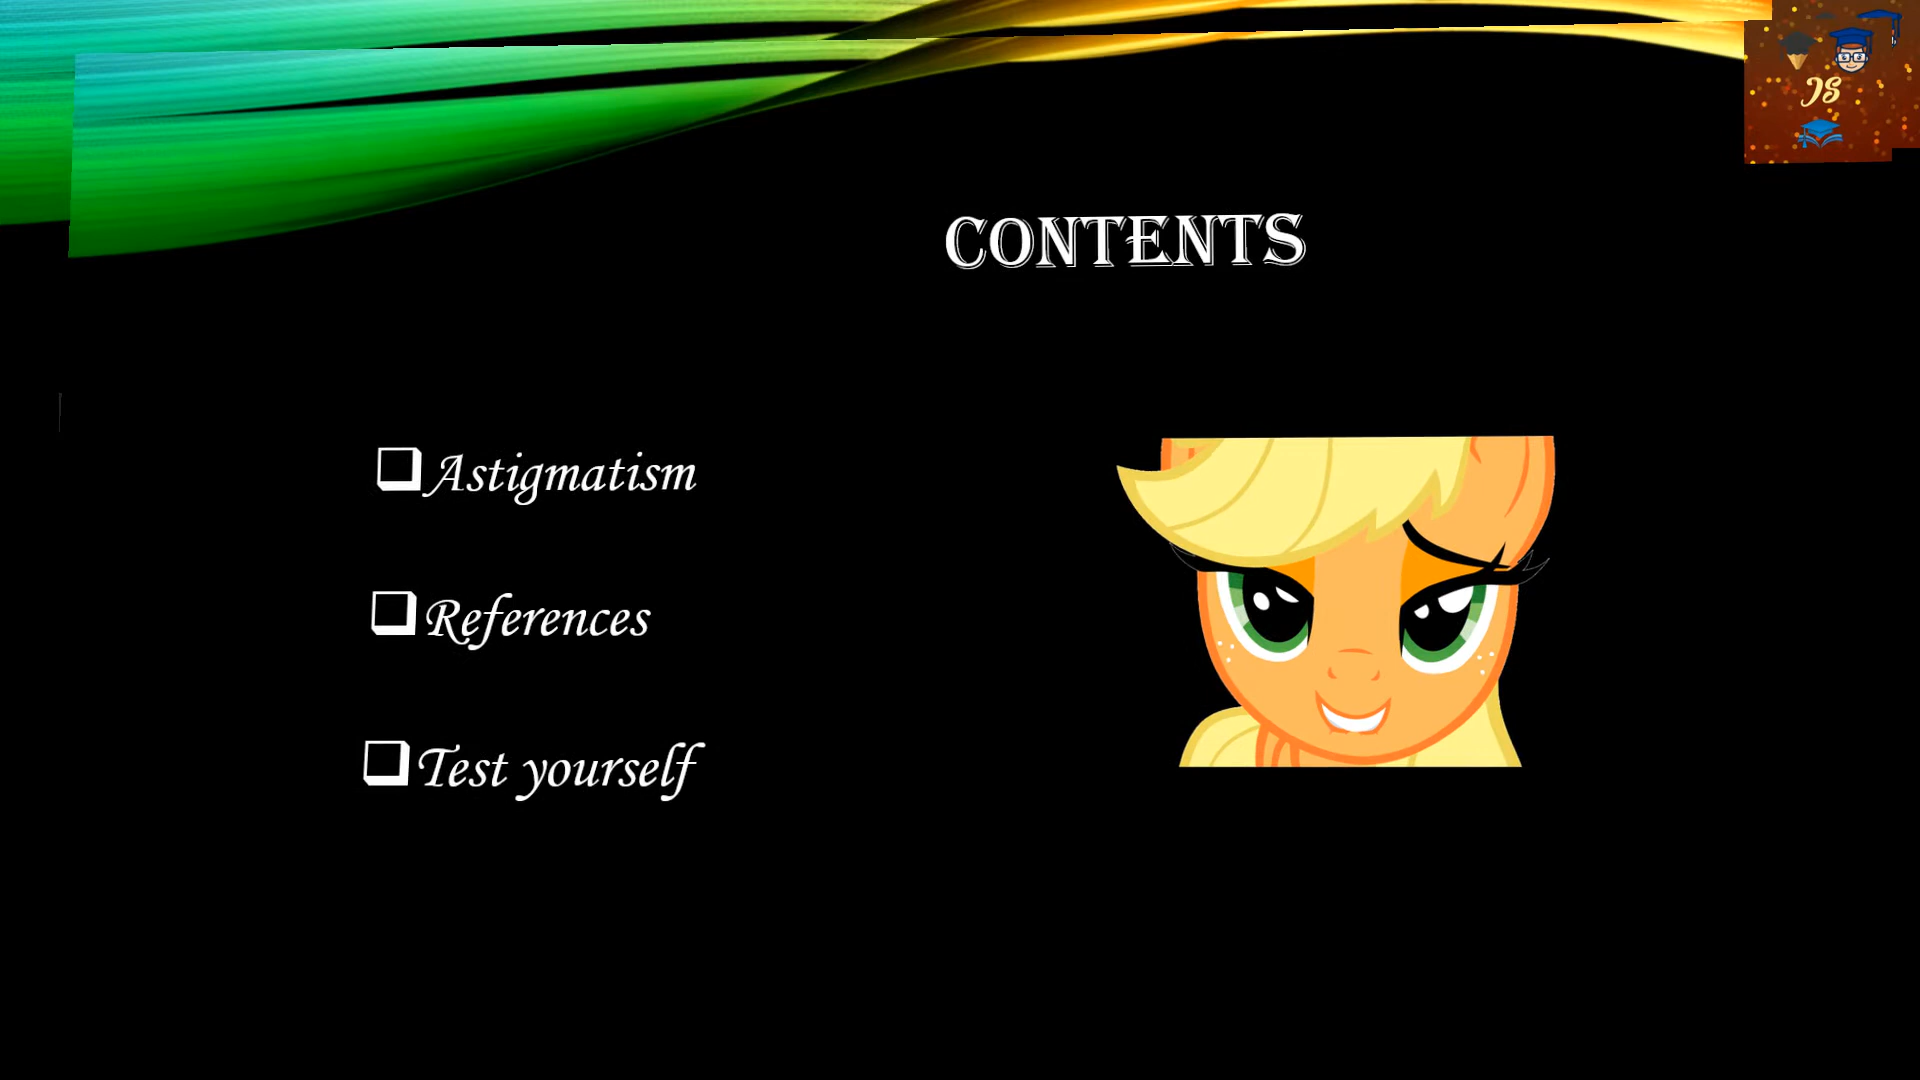 JS
CONTENTS
Astigmatism
References
Test yourself